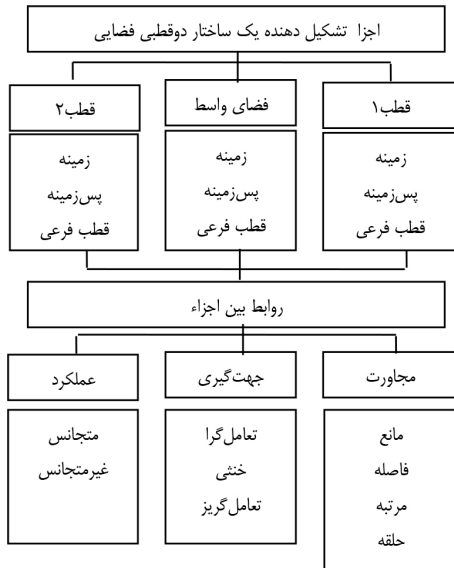 اجزا تشکیل دهنده یک ساختار دوقطبی فضایی
قطب۱
فضای واسط
قطب۲
زمینه
پس‌زمینه
قطب فرعی
زمینه
پس‌زمینه
قطب فرعی
زمینه
پس‌زمینه
قطب فرعی
روابط بین اجزاء
مجاورت
جهت‌گیری
عملکرد
مانع
فاصله
مرتبه
حلقه
تعامل‌گرا
خنثی
تعامل‌گریز
متجانس
غیرمتجانس